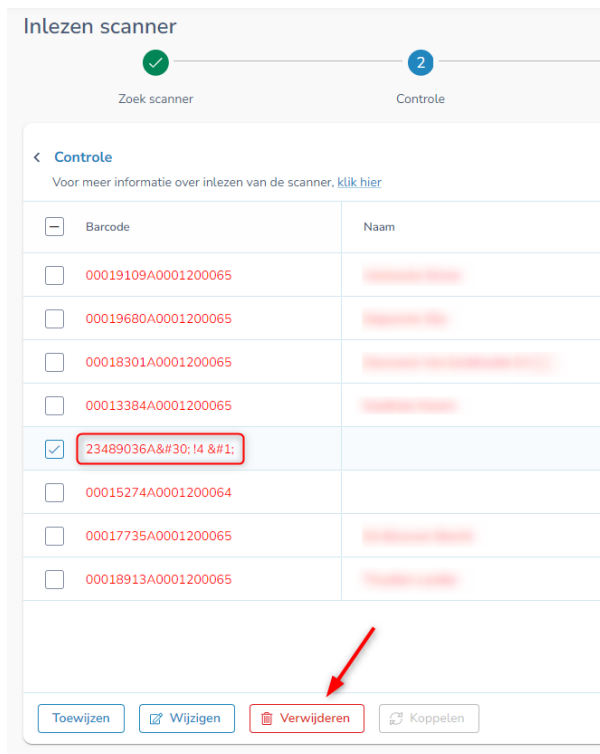 Inlezen scanner
2
Zoek scanner
Controle
Controle
Voor meer informatie over inlezen van de scanner, klik hier
Barcode Naam
00019109A0001200065
00019680A0001200065
00018301A0001200065
00013384A0001200065
23489036A&#30; !4 &#1;
00015274A0001200064
00017735A0001200065
00018913A0001200065
Toewijzen Wijzigen Verwijderen Koppelen